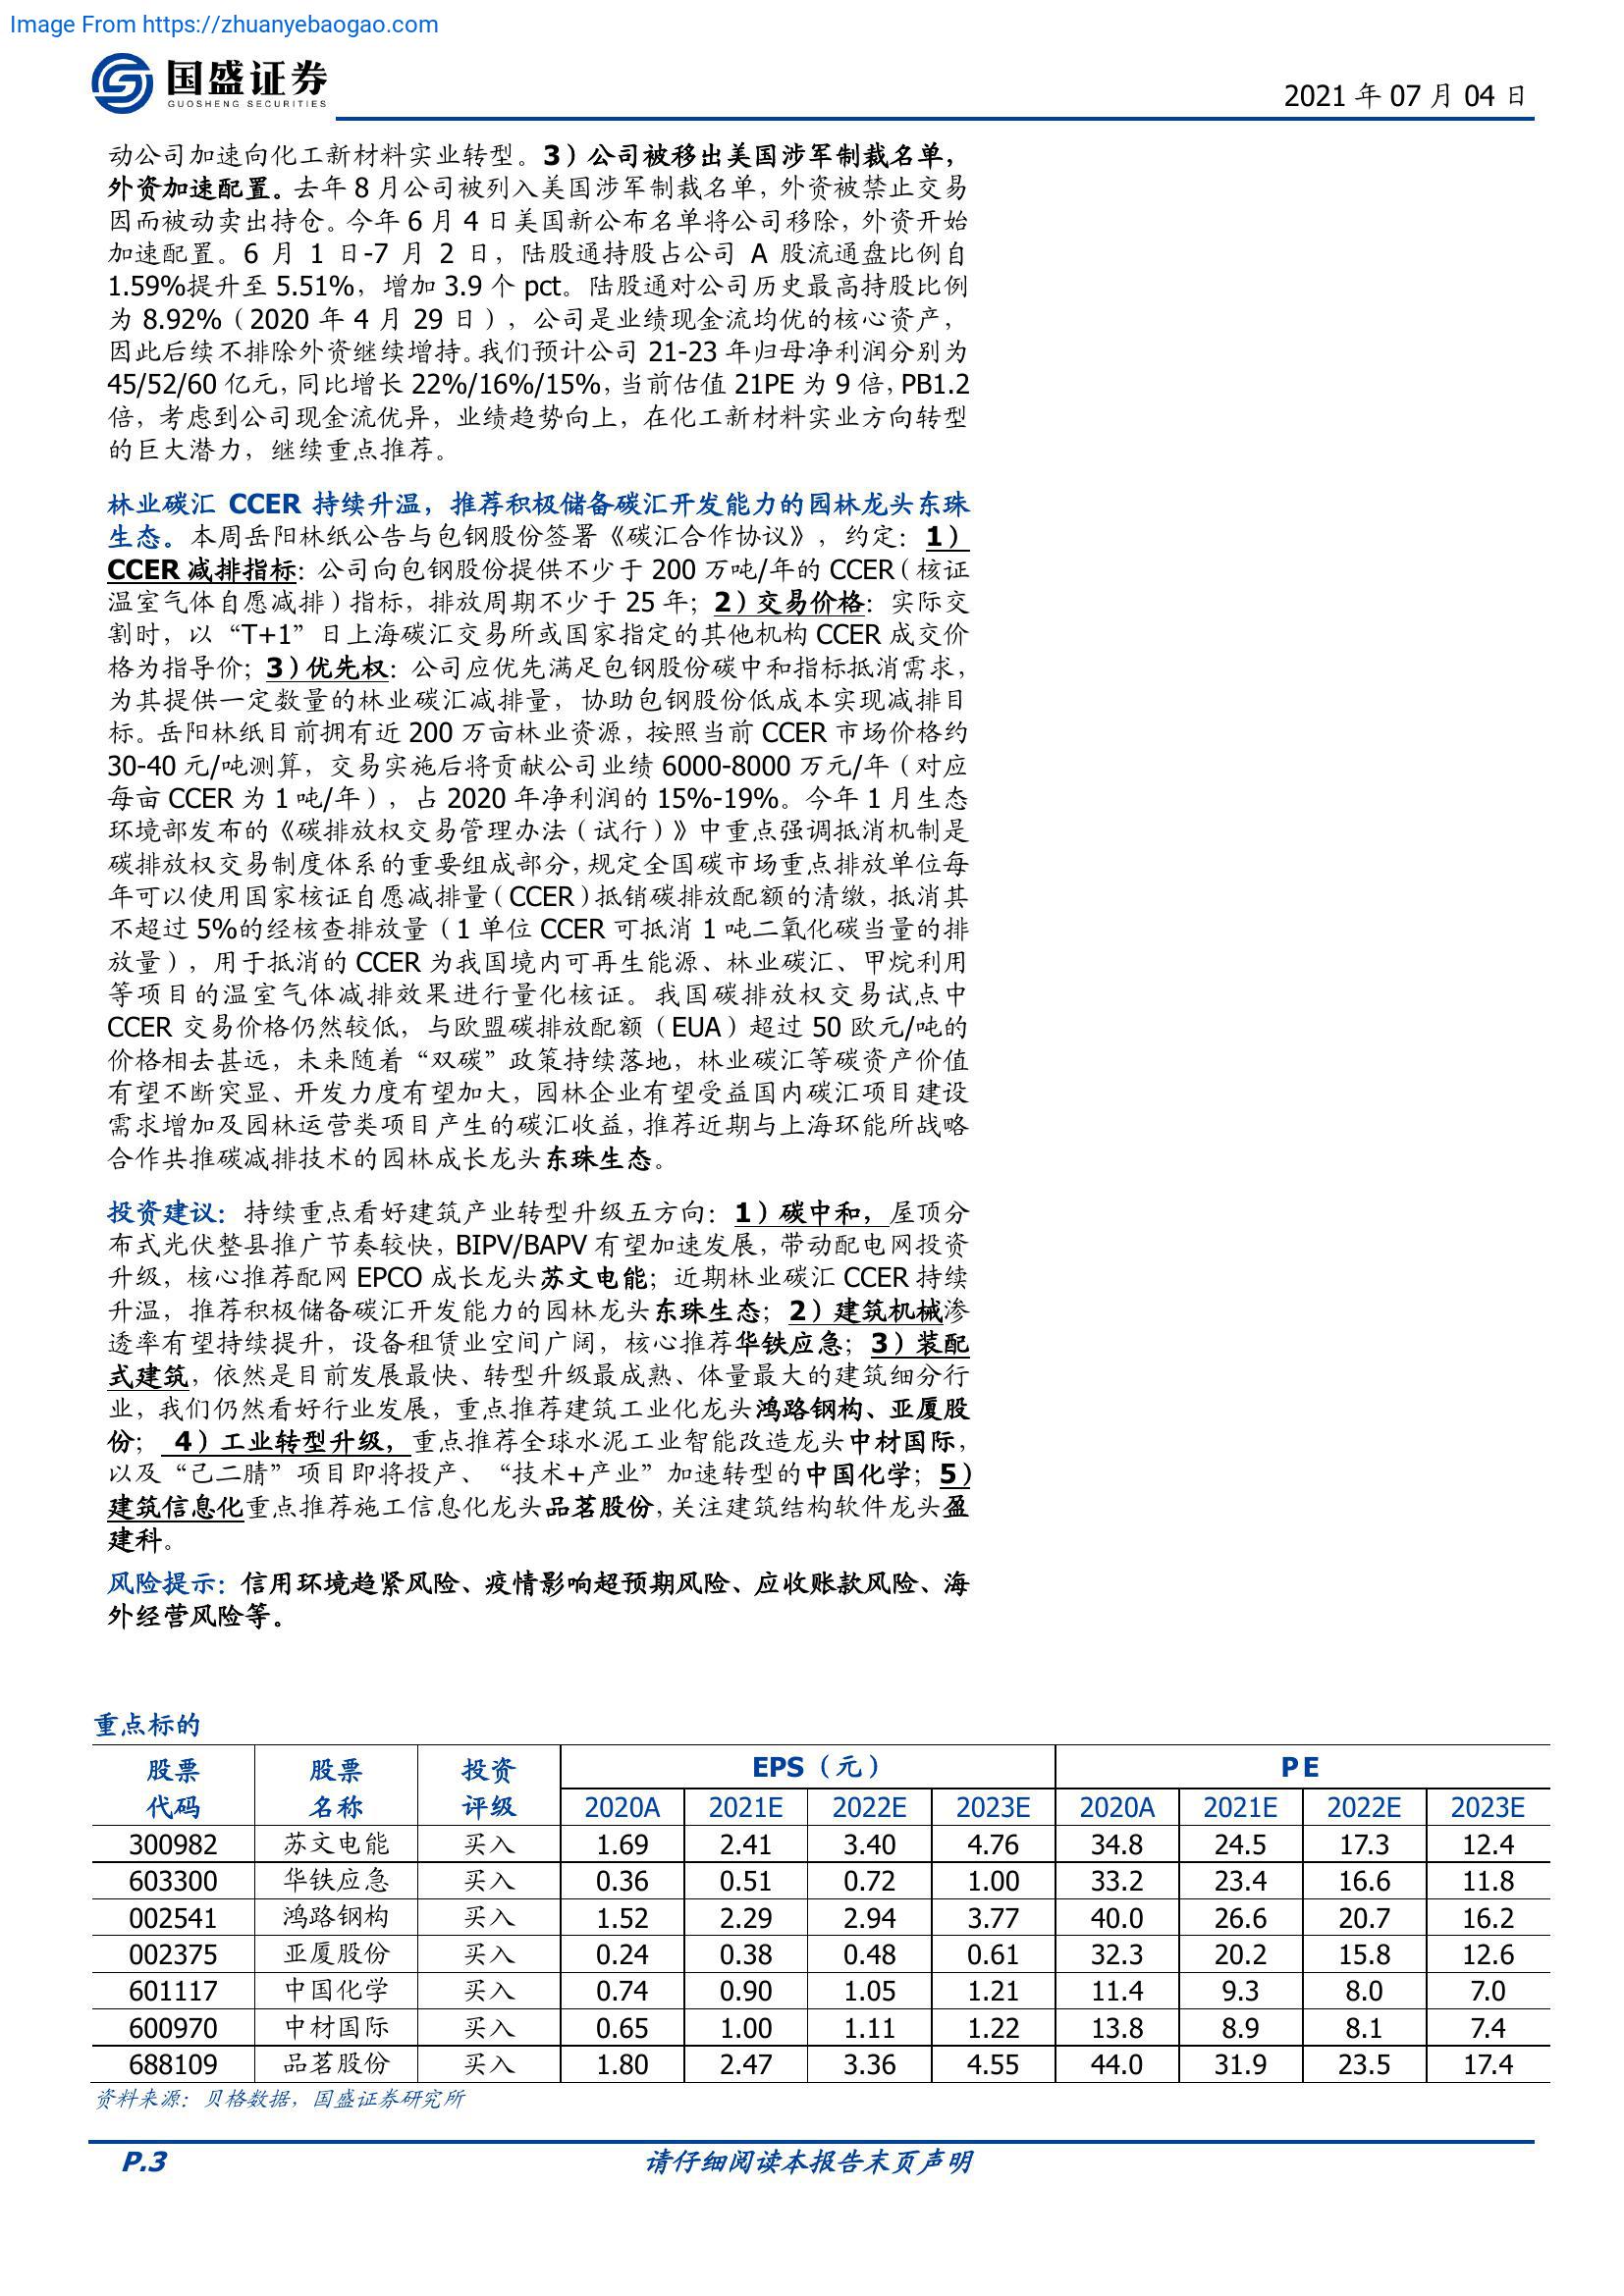 Image From https://zhuanyebaogao.com
国盛证券
GUOSHENG SECURITIES
2021 年 07 月 04 日
动公司加速向化工新材料实业转型。3）公司被移出美国涉军制裁名单，
外资加速配置。去年 8 月公司被列入美国涉军制裁名单，外资被禁止交易
因而被动卖出持仓。今年 6 月 4 日美国新公布名单将公司移除，外资开始
加速配置。6 月 1 日-7 月 2 日，陆股通持股占公司 A 股流通盘比例自
1.59%提升至 5.51%，增加 3.9 个 pct。陆股通对公司历史最高持股比例
为 8.92%（2020 年 4 月 29 日），公司是业绩现金流均优的核心资产，
因此后续不排除外资继续增持。我们预计公司 21-23 年归母净利润分别为
45/52/60 亿元，同比增长 22%/16%/15%，当前估值 21PE 为 9 倍，PB1.2
倍，考虑到公司现金流优异，业绩趋势向上，在化工新材料实业方向转型
的巨大潜力，继续重点推荐。
林业碳汇 CCER 持续升温，推荐积极储备碳汇开发能力的园林龙头东珠
生态。本周岳阳林纸公告与包钢股份签署《碳汇合作协议》，约定：1）
CCER 减排指标：公司向包钢股份提供不少于 200 万吨/年的 CCER（核证
温室气体自愿减排）指标，排放周期不少于 25 年；2）交易价格：实际交
割时，以“T+1”日上海碳汇交易所或国家指定的其他机构 CCER 成交价
格为指导价；3）优先权：公司应优先满足包钢股份碳中和指标抵消需求，
为其提供一定数量的林业碳汇减排量，协助包钢股份低成本实现减排目
标。岳阳林纸目前拥有近 200 万亩林业资源，按照当前 CCER 市场价格约
30-40 元/吨测算，交易实施后将贡献公司业绩 6000-8000 万元/年（对应
每亩 CCER 为 1 吨/年），占 2020 年净利润的 15%-19%。今年 1 月生态
环境部发布的《碳排放权交易管理办法（试行）》中重点强调抵消机制是
碳排放权交易制度体系的重要组成部分，规定全国碳市场重点排放单位每
年可以使用国家核证自愿减排量（CCER）抵销碳排放配额的清缴，抵消其
不超过 5%的经核查排放量（1 单位 CCER 可抵消 1 吨二氧化碳当量的排
放量），用于抵消的 CCER 为我国境内可再生能源、林业碳汇、甲烷利用
等项目的温室气体减排效果进行量化核证。我国碳排放权交易试点中
CCER 交易价格仍然较低，与欧盟碳排放配额（EUA）超过 50 欧元/吨的
价格相去甚远，未来随着“双碳”政策持续落地，林业碳汇等碳资产价值
有望不断突显、开发力度有望加大，园林企业有望受益国内碳汇项目建设
需求增加及园林运营类项目产生的碳汇收益，推荐近期与上海环能所战略
合作共推碳减排技术的园林成长龙头东珠生态。
投资建议：持续重点看好建筑产业转型升级五方向：1）碳中和，屋顶分
布式光伏整县推广节奏较快，BIPV/BAPV 有望加速发展，带动配电网投资
升级，核心推荐配网 EPCO 成长龙头苏文电能；近期林业碳汇 CCER 持续
升温，推荐积极储备碳汇开发能力的园林龙头东珠生态；2）建筑机械渗
透率有望持续提升，设备租赁业空间广阔，核心推荐华铁应急；3）装配
式建筑，依然是目前发展最快、转型升级最成熟、体量最大的建筑细分行
业，我们仍然看好行业发展，重点推荐建筑工业化龙头鸿路钢构、亚厦股
份；4）工业转型升级，重点推荐全球水泥工业智能改造龙头中材国际，
以及“己二腈”项目即将投产、“技术+产业”加速转型的中国化学；5）
建筑信息化重点推荐施工信息化龙头品茗股份，关注建筑结构软件龙头盈
建科。
风险提示：信用环境趋紧风险、疫情影响超预期风险、应收账款风险、海
外经营风险等。
重点标的
股票 股票 投资 EPS（元） PE
代码 名称 评级 2020A 2021E 2022E 2023E 2020A 2021E 2022E 2023E
300982 苏文电能 买入 1.69 2.41 3.40 4.76 34.8 24.5 17.3 12.4
603300 华铁应急 买入 0.36 0.51 0.72 1.00 33.2 23.4 16.6 11.8
002541 鸿路钢构 买入 1.52 2.29 2.94 3.77 40.0 26.6 20.7 16.2
002375 亚厦股份 买入 0.24 0.38 0.48 0.61 32.3 20.2 15.8 12.6
601117 中国化学 买入 0.74 0.90 1.05 1.21 11.4 9.3 8.0 7.0
600970 中材国际 买入 0.65 1.00 1.11 1.22 13.8 8.9 8.1 7.4
688109 品茗股份 买入 1.80 2.47 3.36 4.55 44.0 31.9 23.5 17.4
资料来源：贝格数据，国盛证券研究所
P.3 请仔细阅读本报告末页声明